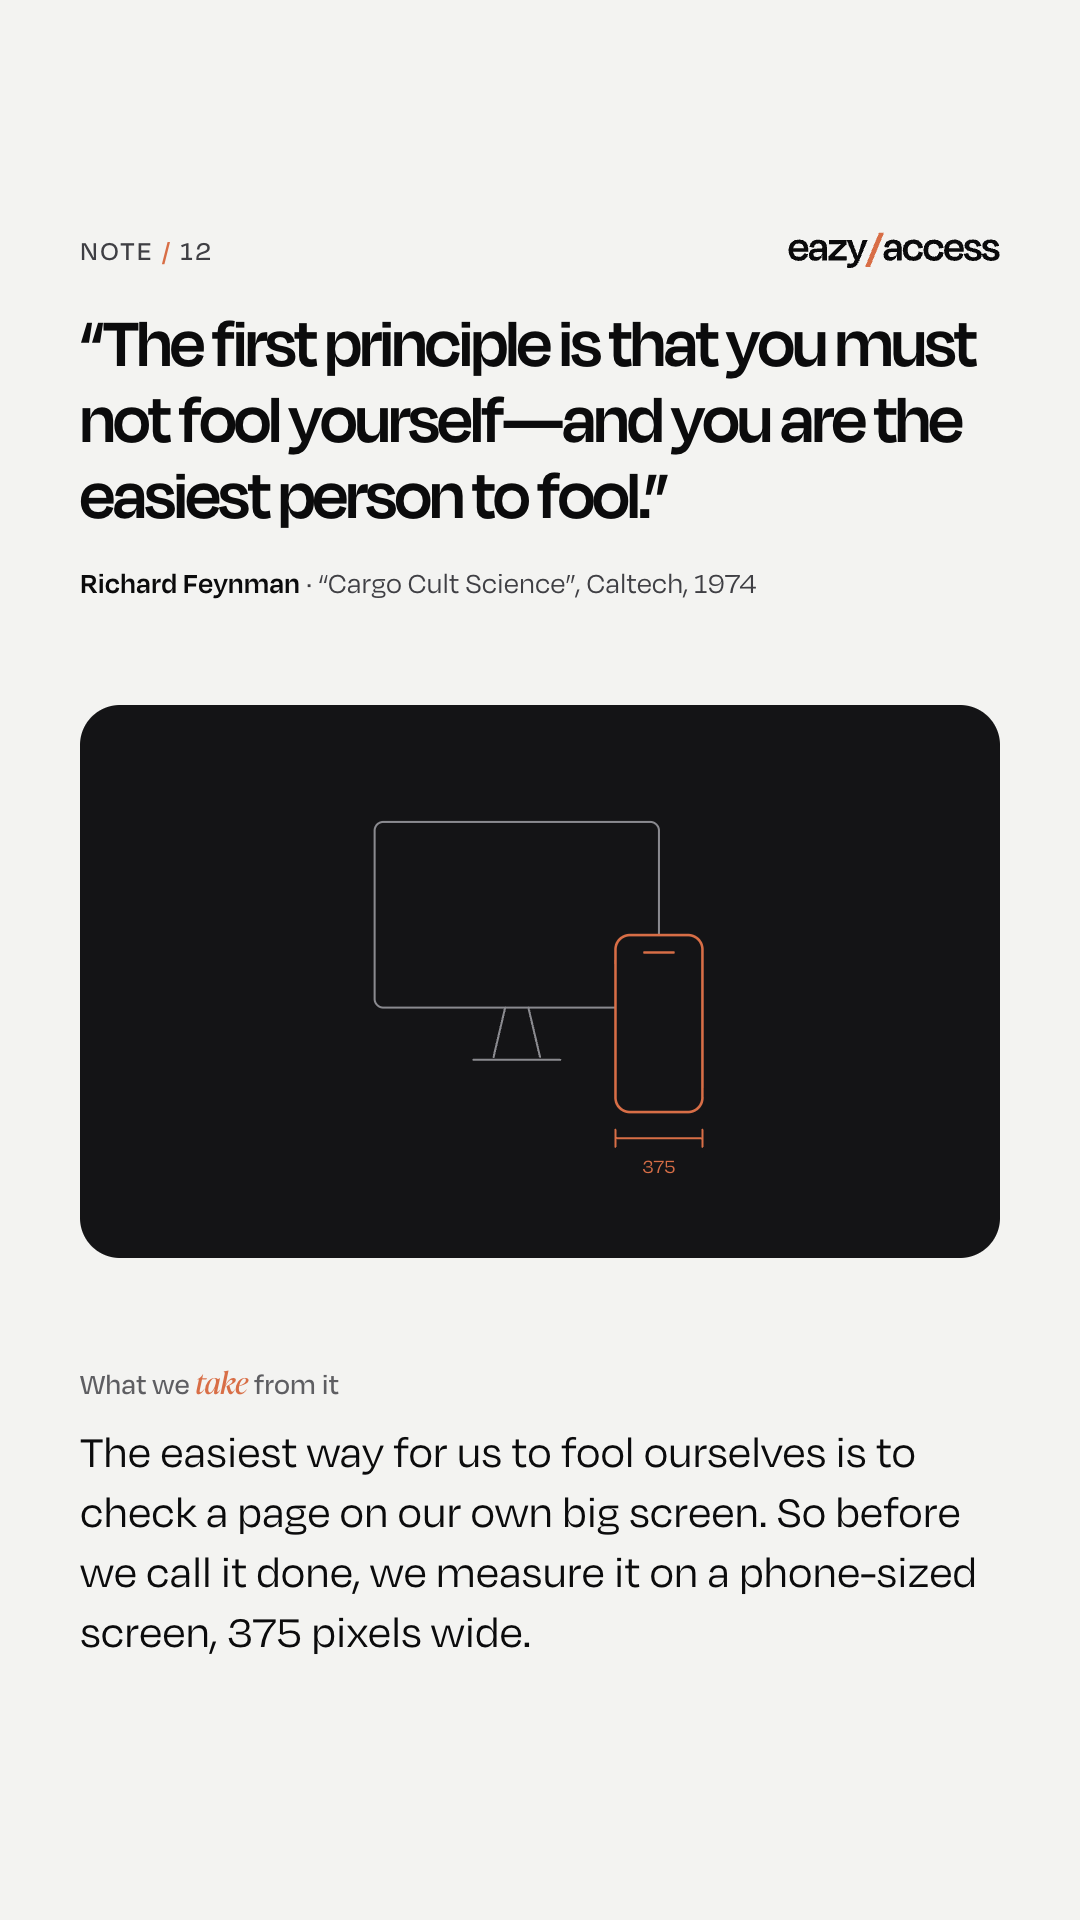 NOTE / 12
eazy/access
“The first principle is that you must
not fool yourself—and you are the
easiest person to fool.”
Richard Feynman · “Cargo Cult Science”, Caltech, 1974
375
What we take from it
The easiest way for us to fool ourselves is to
check a page on our own big screen. So before
we call it done, we measure it on a phone-sized
screen, 375 pixels wide.